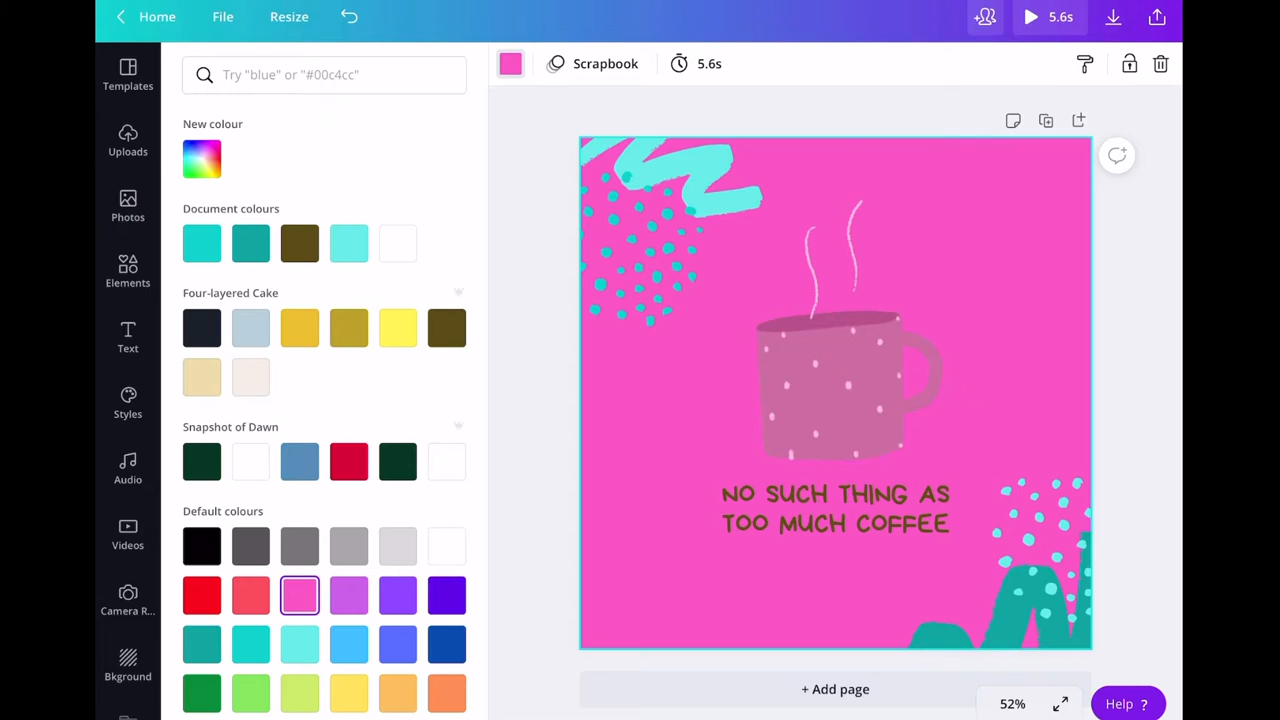 Home
File
Resize
5.6s
Templates
Uploads
Photos
Elements
Text
Styles
Audio
Videos
Camera R...
Bkground
Try "blue" or "#00c4cc"
New colour
Document colours
Four-layered Cake
Snapshot of Dawn
Default colours
Scrapbook
5.6s
NO SUCH THING AS
TOO MUCH COFFEE
+ Add page
52%
Help ?